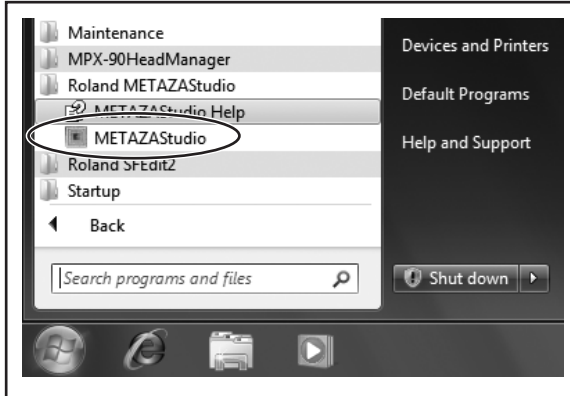 Maintenance
MPX-90HeadManager
Roland METAZAStudio
METAZAStudio Help
METAZAStudio
Roland SFEdit2
Startup
Back
Search programs and files
Devices and Printers
Default Programs
Help and Support
Shut down